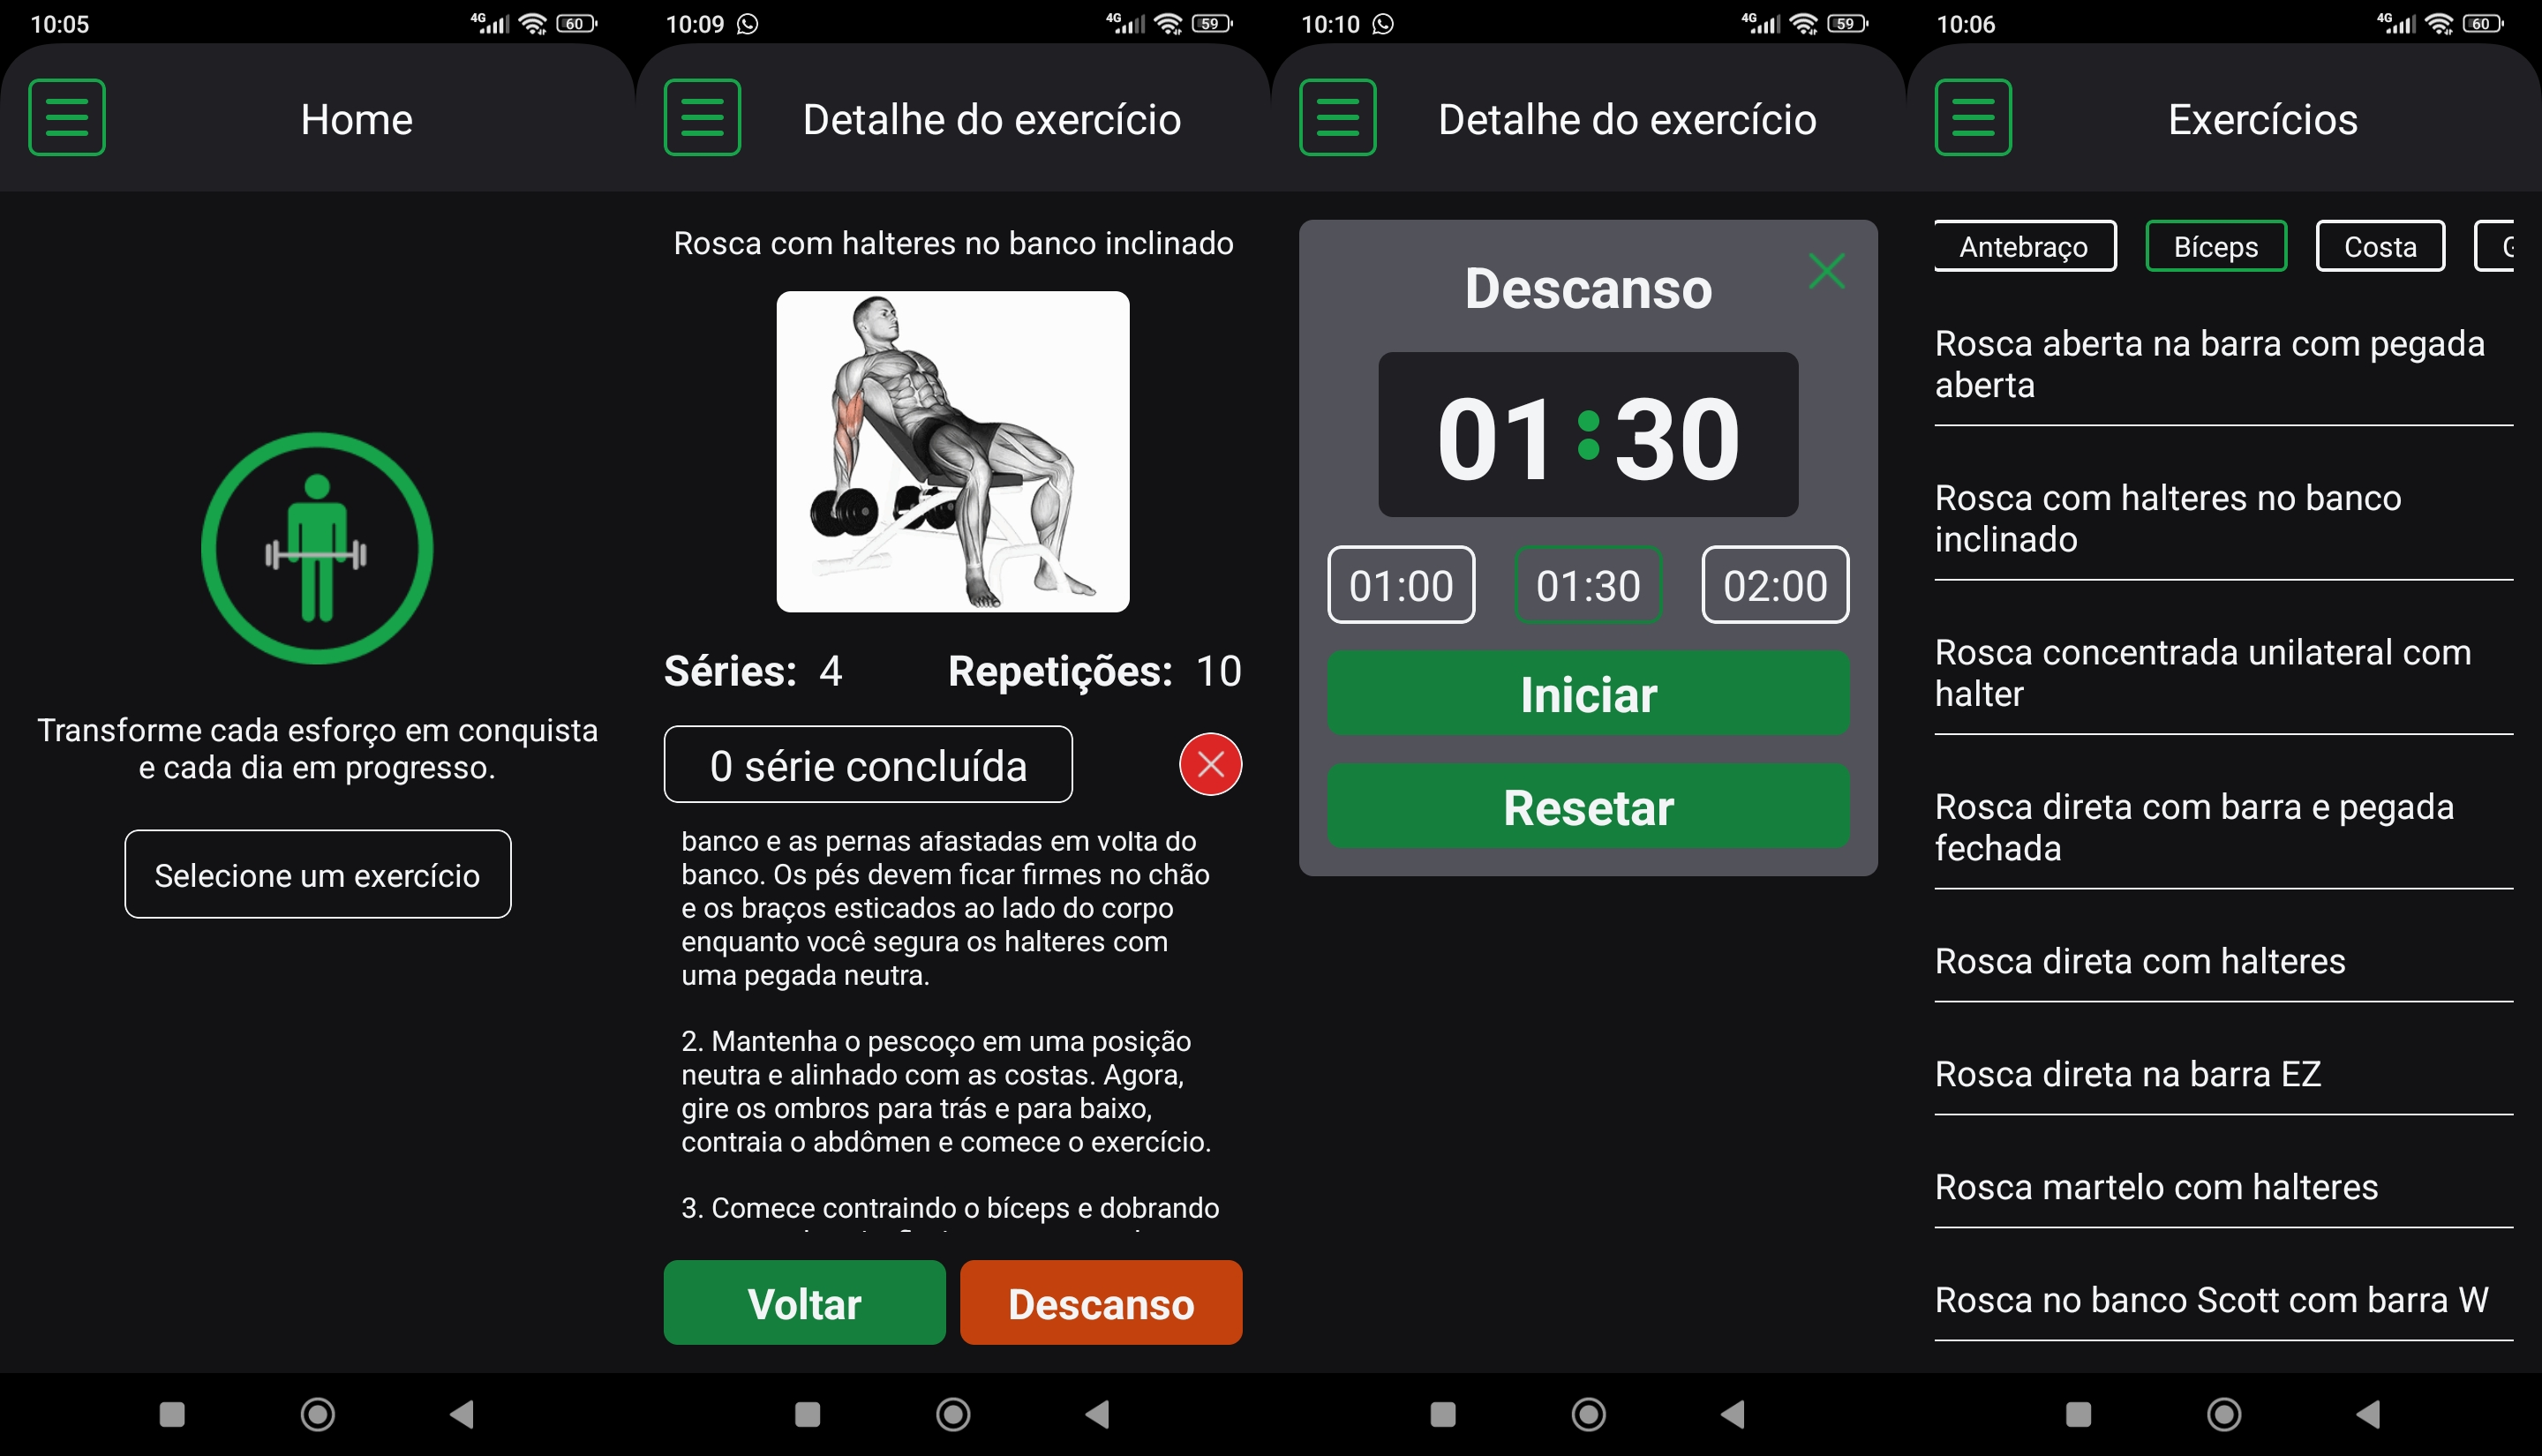 10:05
4G
60
Home
Transforme cada esforço em conquista
e cada dia em progresso.
Selecione um exercício
10:09
4G
59
Detalhe do exercício
Rosca com halteres no banco inclinado
Séries: 4
Repetições: 10
0 série concluída
banco e as pernas afastadas em volta do
banco. Os pés devem ficar firmes no chão
e os braços esticados ao lado do corpo
enquanto você segura os halteres com
uma pegada neutra.
2. Mantenha o pescoço em uma posição
neutra e alinhado com as costas. Agora,
gire os ombros para trás e para baixo,
contraia o abdômen e comece o exercício.
3. Comece contraindo o bíceps e dobrando
Voltar
Descanso
10:10
4G
59
Detalhe do exercício
Descanso
01:30
01:00
01:30
02:00
Iniciar
Resetar
10:06
4G
60
Exercícios
Antebraço
Bíceps
Costa
Rosca aberta na barra com pegada
aberta
Rosca com halteres no banco
inclinado
Rosca concentrada unilateral com
halter
Rosca direta com barra e pegada
fechada
Rosca direta com halteres
Rosca direta na barra EZ
Rosca martelo com halteres
Rosca no banco Scott com barra W